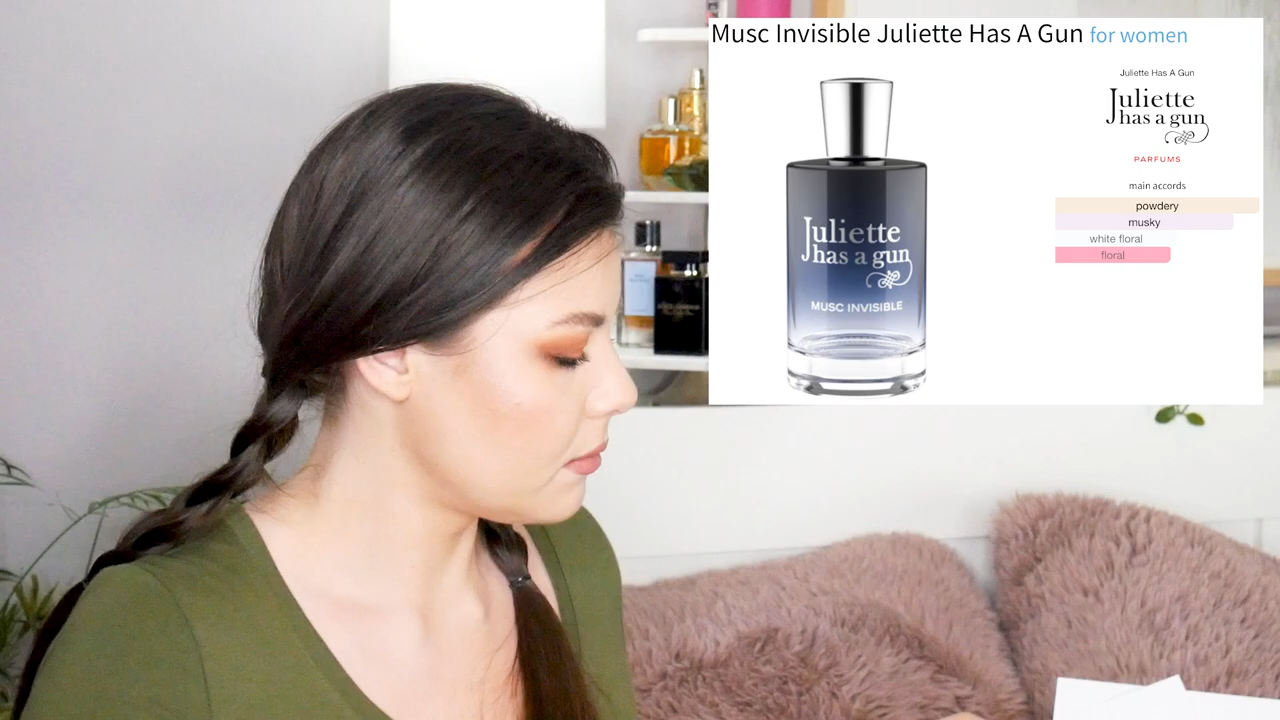 Musc Invisible Juliette Has A Gun for women
Juliette Has A Gun
Juliette
has a gun
PARFUMS
main accords
powdery
musky
white floral
floral
Juliette
has a gun
MUSC INVISIBLE